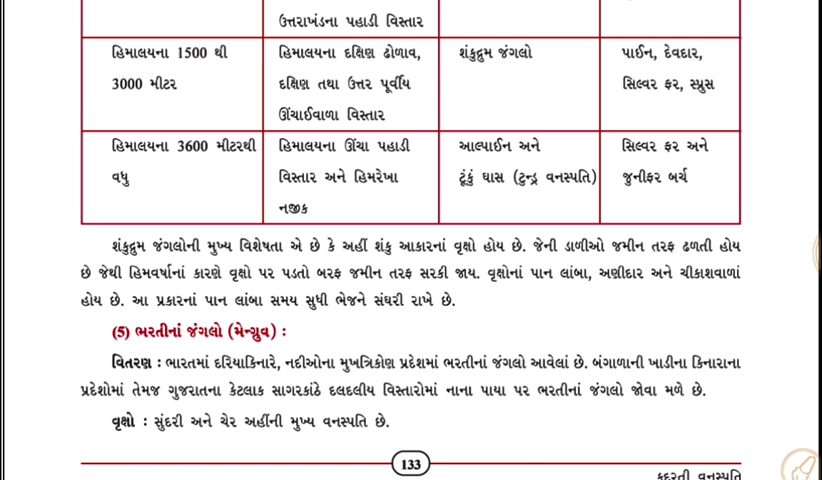 ઉત્તરાખંડના પહાડી વિસ્તાર
હિમાલયના 1500 થી
3000 મીટર
હિમાલયના દક્ષિણ ઢોળાવ,
દક્ષિણ તથા ઉત્તર પૂર્વીય
ઊંચાઈવાળા વિસ્તાર
શંકુદ્રુમ જંગલો
પાઈન, દેવદાર,
સિલ્વર ફર, સ્પ્રુસ
હિમાલયના 3600 મીટરથી
વધુ
હિમાલયના ઊંચા પહાડી
વિસ્તાર અને હિમરેખા
નજીક
આલ્પાઈન અને
ટૂંકું ઘાસ (ટુન્ડ્ર વનસ્પતિ)
સિલ્વર ફર અને
જુનીફર બર્ચ
શંકુદ્રુમ જંગલોની મુખ્ય વિશેષતા એ છે કે અહીં શંકુ આકારનાં વૃક્ષો હોય છે. જેની ડાળીઓ જમીન તરફ ઢળતી હોય
છે જેથી હિમવર્ષાનાં કારણે વૃક્ષો પર પડતો બરફ જમીન તરફ સરકી જાય. વૃક્ષોનાં પાન લાંબા, અણીદાર અને ચીકાશવાળાં
હોય છે. આ પ્રકારનાં પાન લાંબા સમય સુધી ભેજને સંઘરી રાખે છે.
(5) ભરતીનાં જંગલો (મેન્ગ્રુવ) :
વિતરણ : ભારતમાં દરિયાકિનારે, નદીઓના મુખત્રિકોણ પ્રદેશમાં ભરતીનાં જંગલો આવેલાં છે. બંગાળાની ખાડીના કિનારાના
પ્રદેશોમાં તેમજ ગુજરાતના કેટલાક સાગરકાંઠે દલદલીય વિસ્તારોમાં નાના પાયા પર ભરતીનાં જંગલો જોવા મળે છે.
વૃક્ષો : સુંદરી અને ચેર અહીંની મુખ્ય વનસ્પતિ છે.
133
કુદરતી વનસ્પતિ